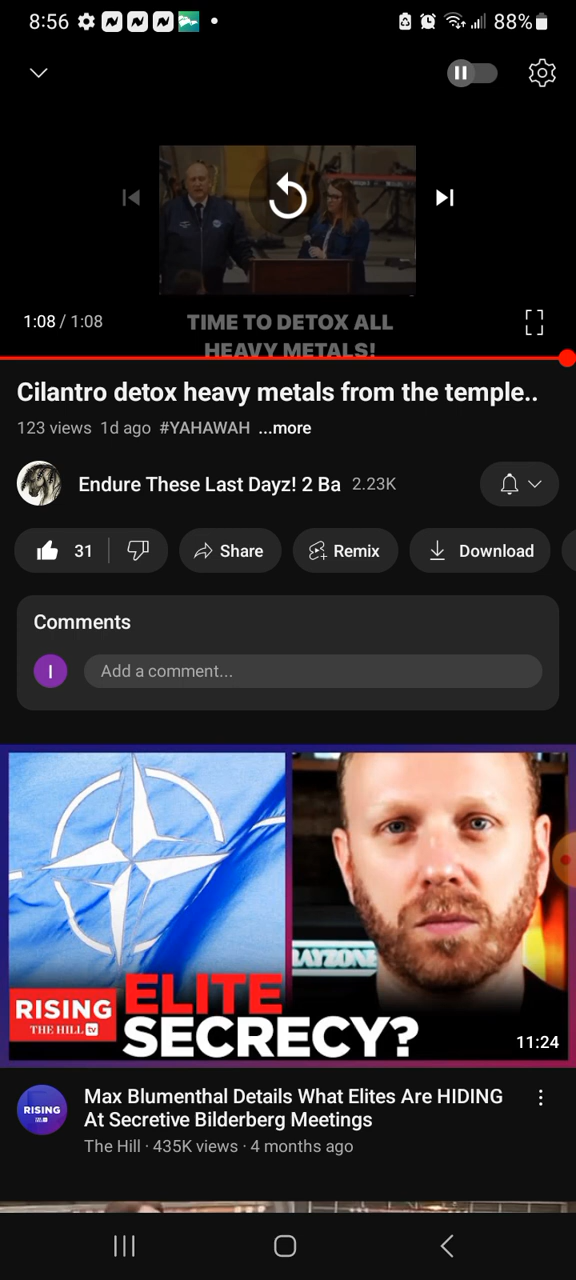 8:56
88%
1:08 / 1:08
TIME TO DETOX ALL
HEAVY METALS!
Cilantro detox heavy metals from the temple..
123 views 1d ago #YAHAWAH ...more
Endure These Last Dayz! 2 Ba 2.23K
31
Share
Remix
Download
Comments
I
Add a comment...
RAYZONE
RISING
THE HILL tv
ELITE
SECRECY?
11:24
RISING
Max Blumenthal Details What Elites Are HIDING
At Secretive Bilderberg Meetings
The Hill · 435K views · 4 months ago